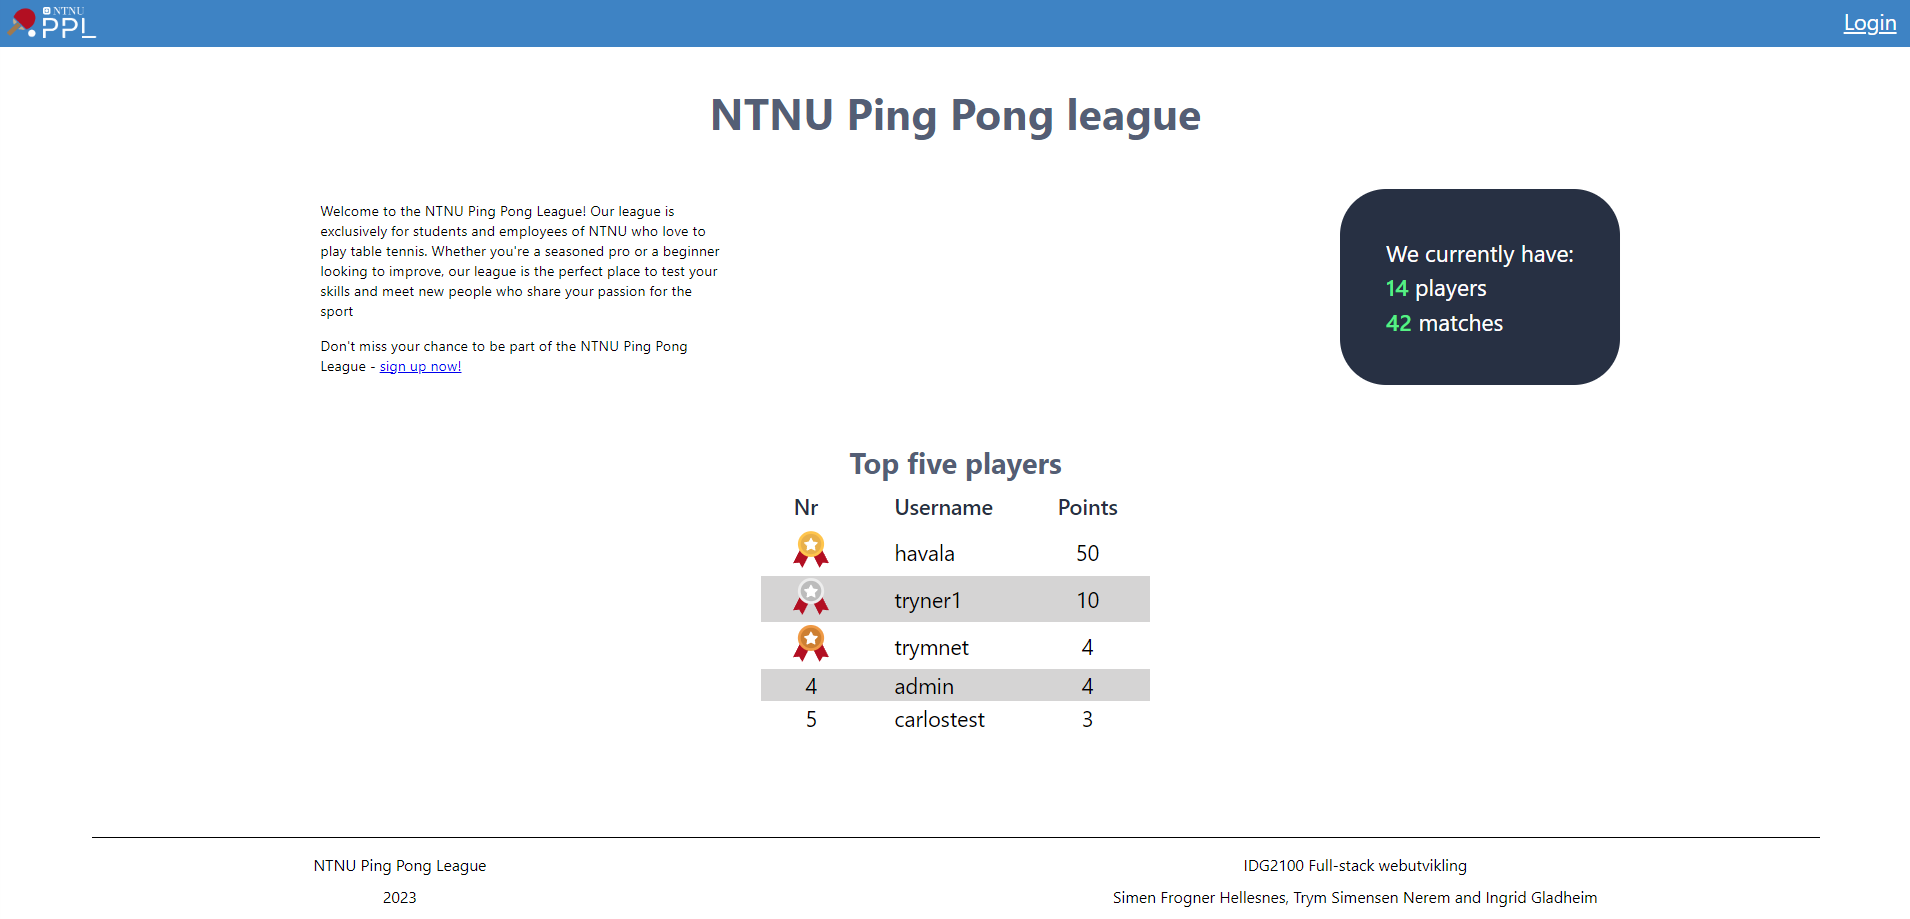 NTNU
PPL
Login
NTNU Ping Pong league
Welcome to the NTNU Ping Pong League! Our league is
exclusively for students and employees of NTNU who love to
play table tennis. Whether you're a seasoned pro or a beginner
looking to improve, our league is the perfect place to test your
skills and meet new people who share your passion for the
sport
Don't miss your chance to be part of the NTNU Ping Pong
League - sign up now!
We currently have:
14 players
42 matches
Top five players
Nr Username Points
havala 50
tryner1 10
trymnet 4
4 admin 4
5 carlostest 3
NTNU Ping Pong League
2023
IDG2100 Full-stack webutvikling
Simen Frogner Hellesnes, Trym Simensen Nerem and Ingrid Gladheim